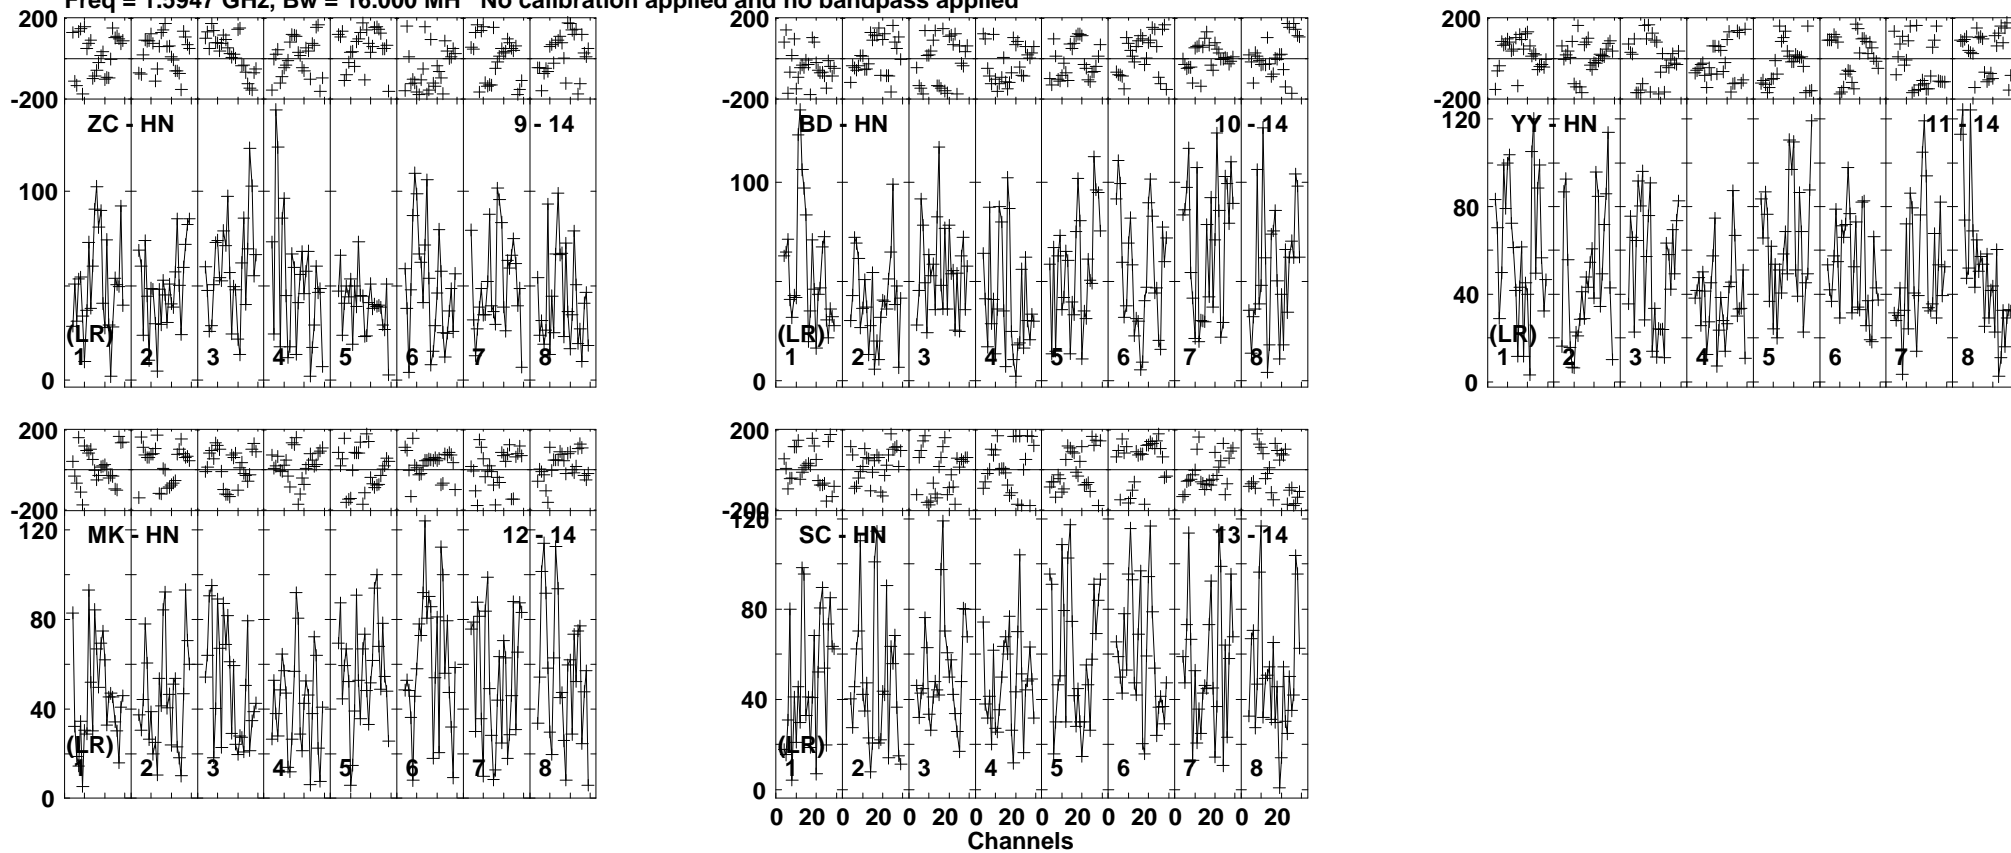 Freq = 1.5947 GHz, Bw = 16.000 MH No calibration applied and no bandpass applied
200
-200
ZC - HN 9 - 14
100
0
(LR)
1 2 3 4 5 6 7 8
200
-200
BD - HN 10 - 14
100
0
(LR)
1 2 3 4 5 6 7 8
200
-200
120
YY - HN 11 - 14
80
40
0
(LR)
1 2 3 4 5 6 7 8
200
-200
120
MK - HN 12 - 14
80
40
0
(LR)
1 2 3 4 5 6 7 8
200
-200
120
SC - HN 13 - 14
80
40
0
(LR)
1 2 3 4 5 6 7 8
0 20 0 20 0 20 0 20 0 20 0 20 0 20 0 20
Channels